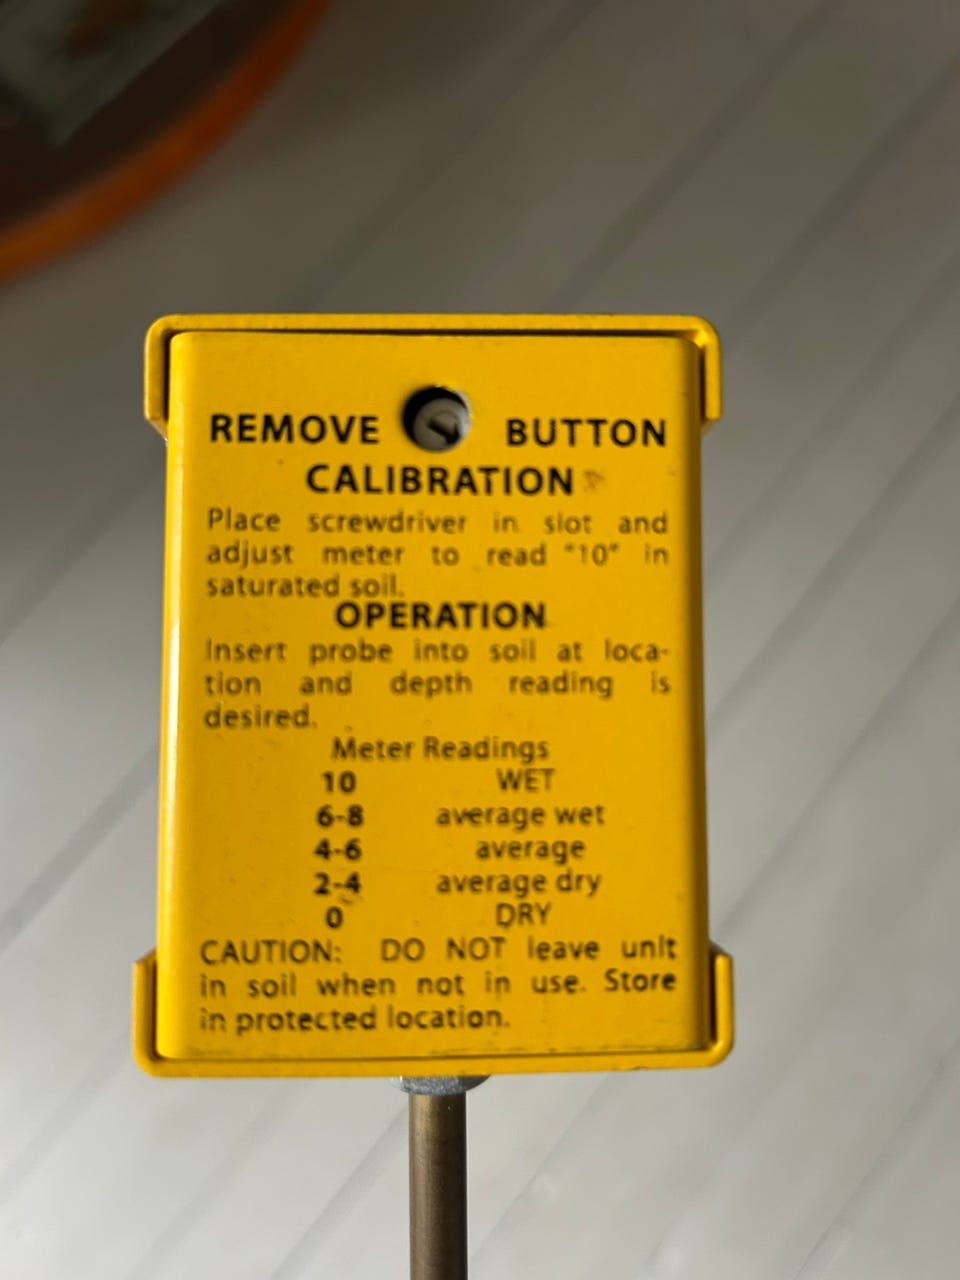 REMOVE BUTTON
CALIBRATION
Place screwdriver in slot and
adjust meter to read "10" in
saturated soil.
OPERATION
Insert probe into soil at loca-
tion and depth reading is
desired.
Meter Readings
10 WET
6-8 average wet
4-6 average
2-4 average dry
0 DRY
CAUTION: DO NOT leave unit
in soil when not in use. Store
in protected location.